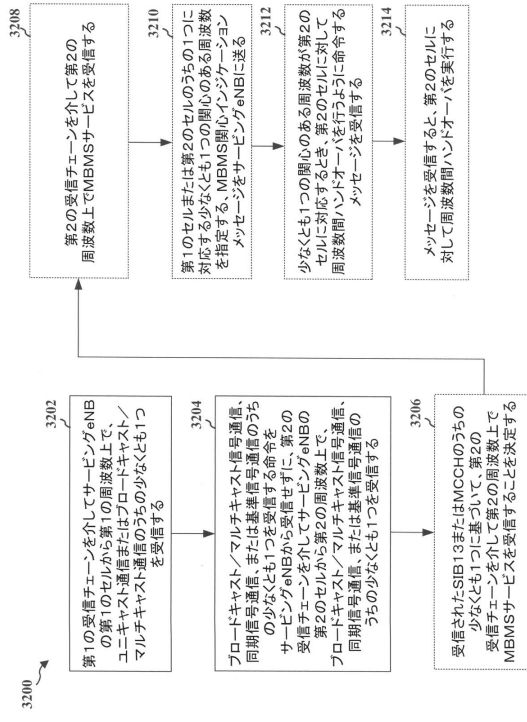 3200
3202
第1の受信チェーンを介してサービングeNB
の第1のセルから第1の周波数上で、
ユニキャスト通信またはブロードキャスト/
マルチキャスト通信のうちの少なくとも1つ
を受信する
3204
ブロードキャスト/マルチキャスト信号通信、
同期信号通信、または基準信号通信のうち
の少なくとも1つを受信する命令を
サービングeNBから受信せずに、第2の
受信チェーンを介してサービングeNBの
第2のセルから第2の周波数上で、
ブロードキャスト/マルチキャスト信号通信、
同期信号通信、または基準信号通信の
うちの少なくとも1つを受信する
3206
受信されたSIB13またはMCCHのうちの
少なくとも1つに基づいて、第2の
受信チェーンを介して第2の周波数上で
MBMSサービスを受信することを決定する
3208
第2の受信チェーンを介して第2の
周波数上でMBMSサービスを受信する
3210
第1のセルまたは第2のセルのうちの1つに
対応する少なくとも1つの関心のある周波数
を指定する、MBMS関心インジケーション
メッセージをサービングeNBに送る
3212
少なくとも1つの関心のある周波数が第2の
セルに対応するとき、第2のセルに対して
周波数間ハンドオーバを行うように命令する
メッセージを受信する
3214
メッセージを受信すると、第2のセルに
対して周波数間ハンドオーバを実行する